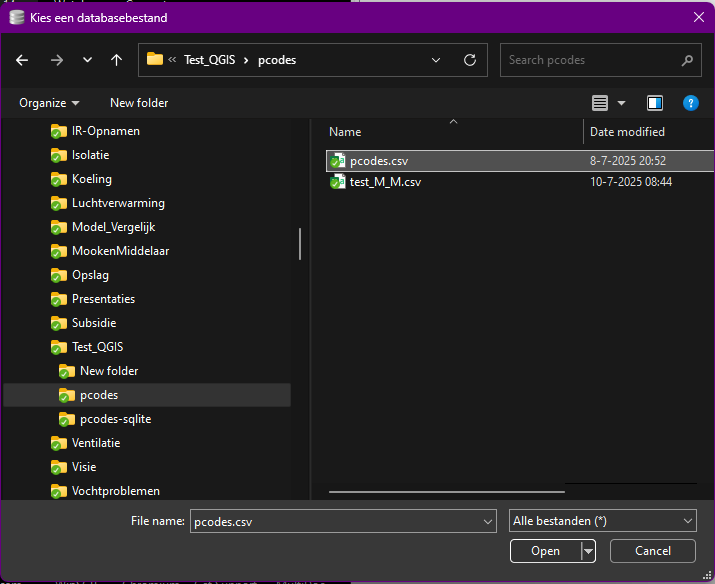 Kies een databasebestand
« Test_QGIS › pcodes
Search pcodes
Organize
New folder
?
IR-Opnamen
Isolatie
Koeling
Luchtverwarming
Model_Vergelijk
MookenMiddelaar
Opslag
Presentaties
Subsidie
Test_QGIS
New folder
pcodes
pcodes-sqlite
Ventilatie
Visie
Vochtproblemen
Name Date modified
pcodes.csv 8-7-2025 20:52
test_M_M.csv 10-7-2025 08:44
File name: pcodes.csv
Alle bestanden (*)
Open
Cancel